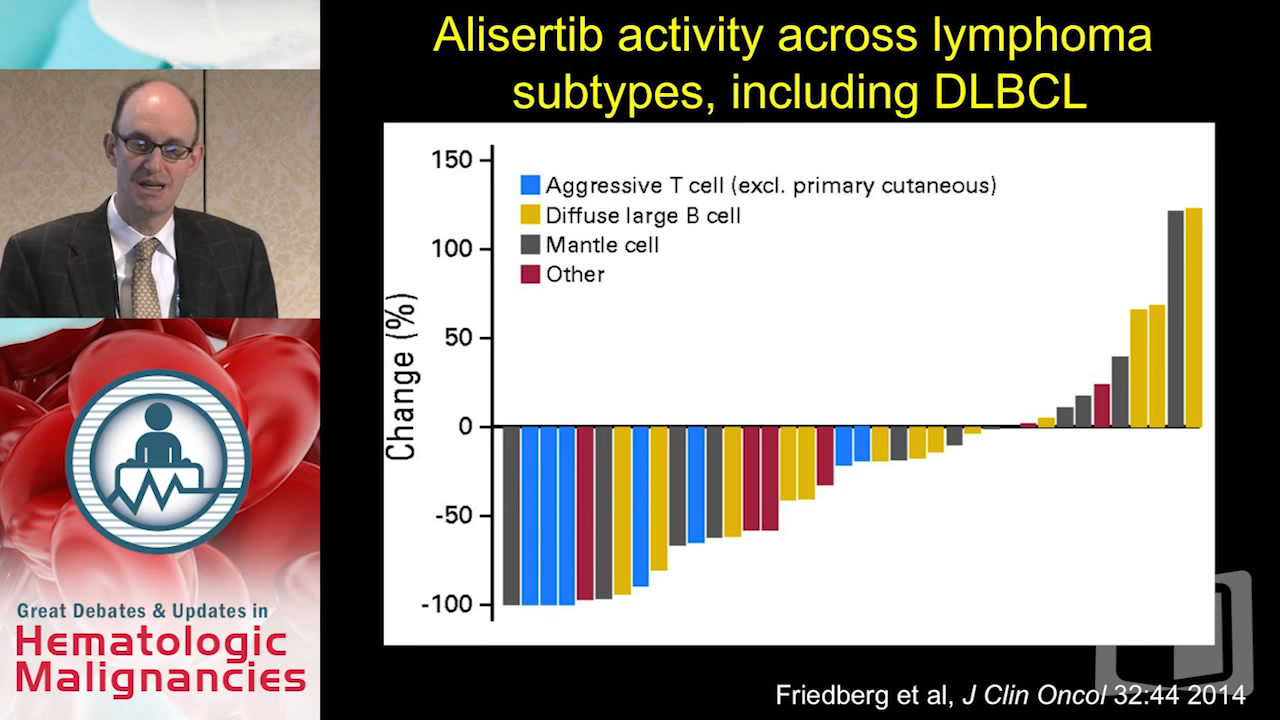 Alisertib activity across lymphoma
subtypes, including DLBCL
150
100
50
0
-50
-100
Change (%)
Aggressive T cell (excl. primary cutaneous)
Diffuse large B cell
Mantle cell
Other
Friedberg et al, J Clin Oncol 32:44 2014
Great Debates & Updates in
Hematologic
Malignancies